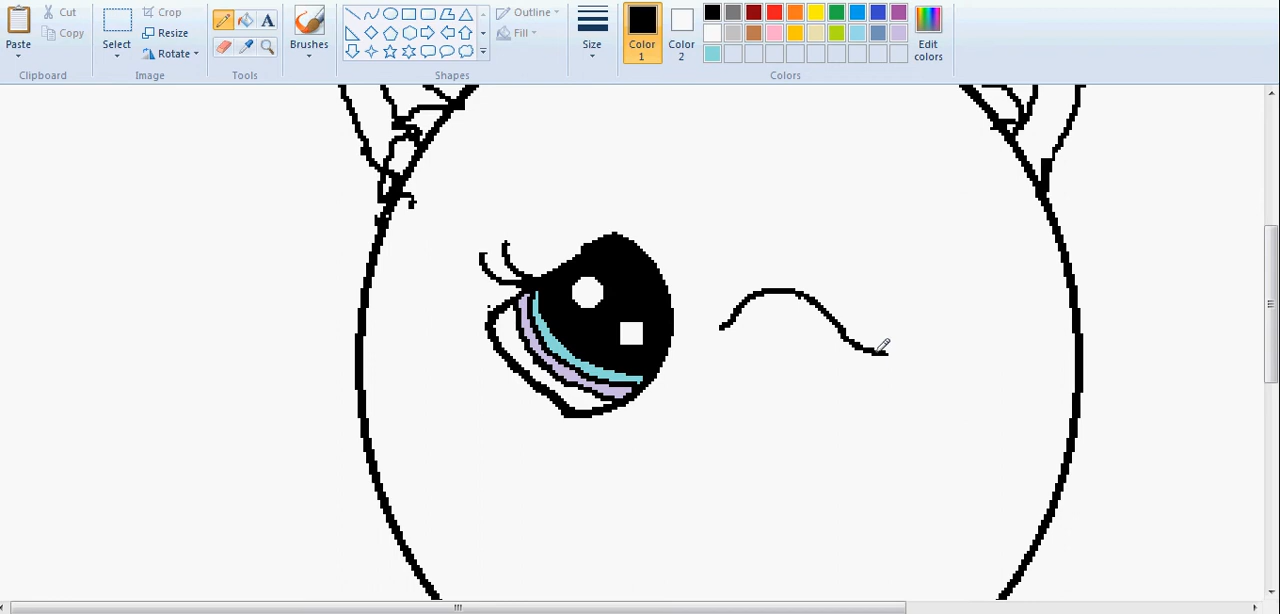 Paste
Cut
Copy
Clipboard
Select
Crop
Resize
Rotate
Image
A
Tools
Brushes
Outline
Fill
Shapes
Size
Color
1
Color
2
Edit
colors
Colors